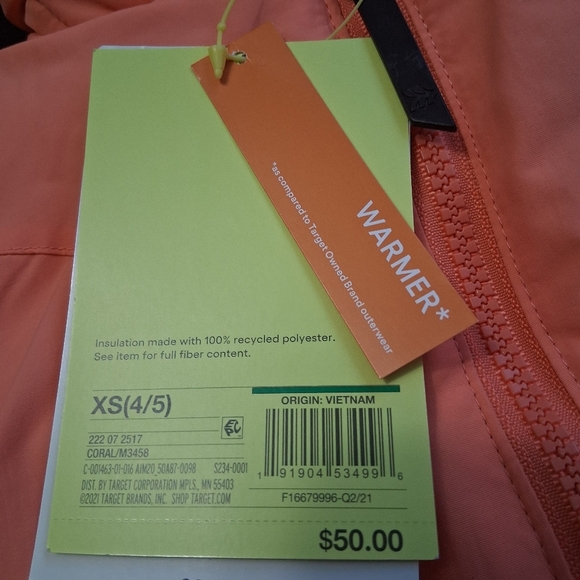 WARMER*
*as compared to Target Owned Brand outerwear
Insulation made with 100% recycled polyester.
See item for full fiber content.
XS(4/5)
ORIGIN: VIETNAM
222 07 2517
CORAL/M3458
C-001463-01-016 AIM20_50A87-0098 S234-0001
DIST. BY TARGET CORPORATION MPLS., MN 55403
©2021 TARGET BRANDS, INC. SHOP TARGET.COM
1 91904 53499 6
F16679996-Q2/21
$50.00